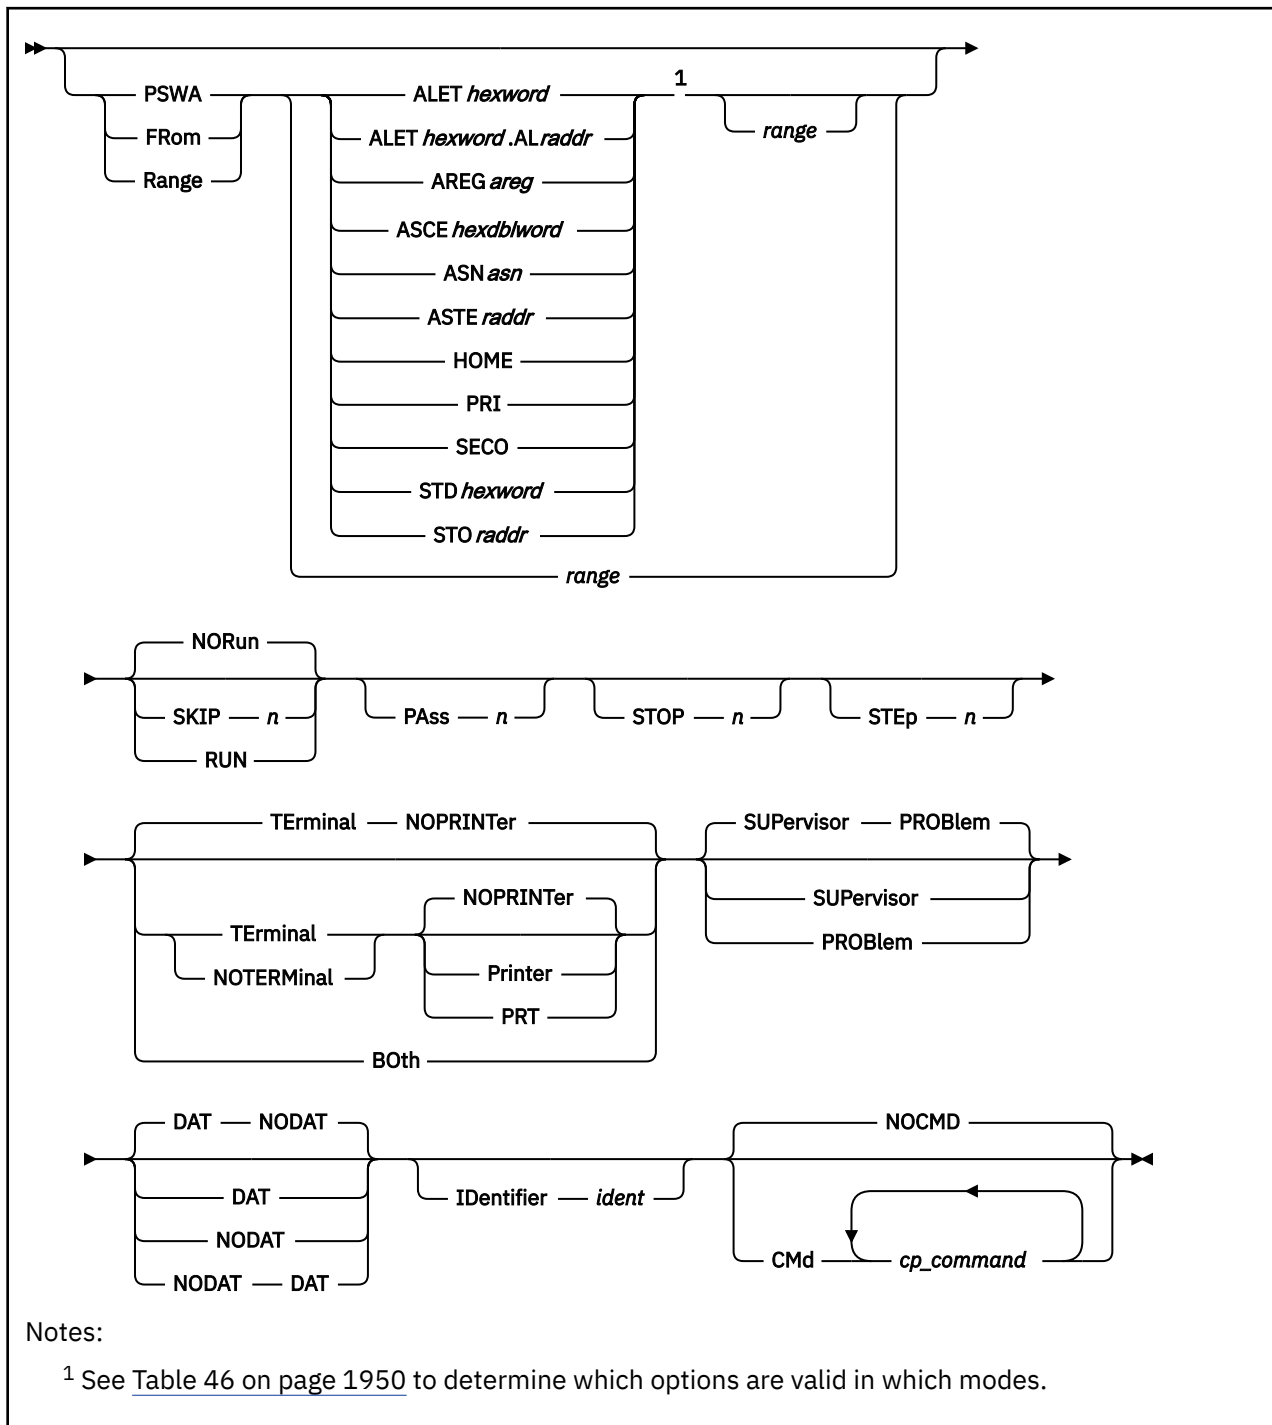 PSWA
FRom
Range
ALET hexword
ALET hexword .ALraddr
AREG areg
ASCE hexdblword
ASN asn
ASTE raddr
HOME
PRI
SECO
STD hexword
STO raddr
1
range
range
NORun
SKIP n
RUN
PAss n
STOP n
STEp n
TErminal NOPRINTer
TErminal
NOTERMinal
NOPRINTer
Printer
PRT
BOth
SUPervisor PROBlem
SUPervisor
PROBlem
DAT NODAT
DAT
NODAT
NODAT DAT
IDentifier ident
NOCMD
CMd cp_command
Notes:
1 See Table 46 on page 1950 to determine which options are valid in which modes.